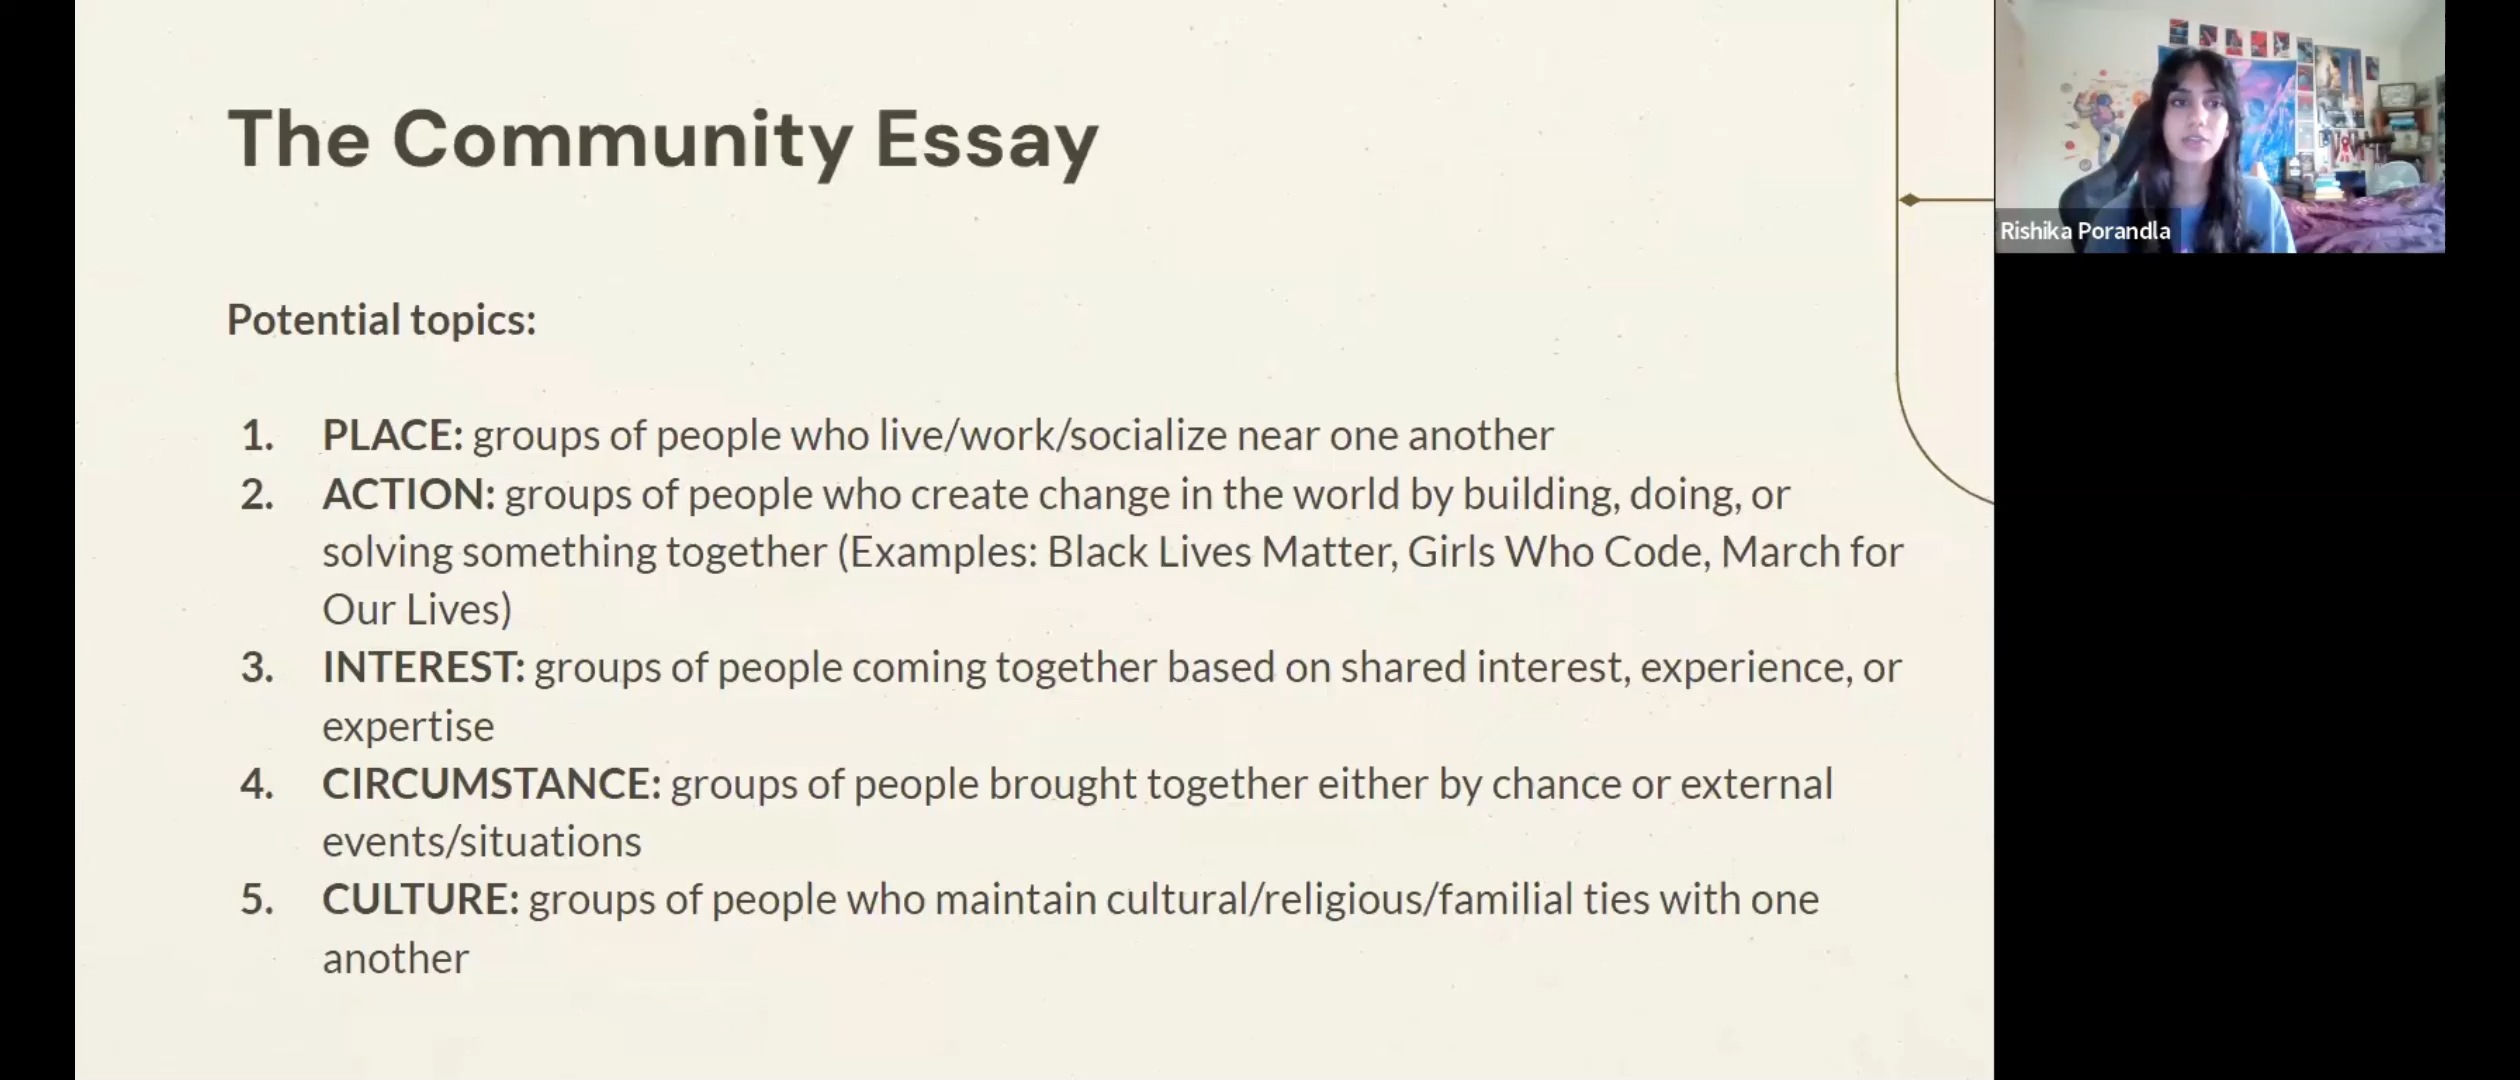 The Community Essay
Rishika Porandla
Potential topics:
1. PLACE: groups of people who live/work/socialize near one another
2. ACTION: groups of people who create change in the world by building, doing, or
solving something together (Examples: Black Lives Matter, Girls Who Code, March for
Our Lives)
3. INTEREST: groups of people coming together based on shared interest, experience, or
expertise
4. CIRCUMSTANCE: groups of people brought together either by chance or external
events/situations
5. CULTURE: groups of people who maintain cultural/religious/familial ties with one
another